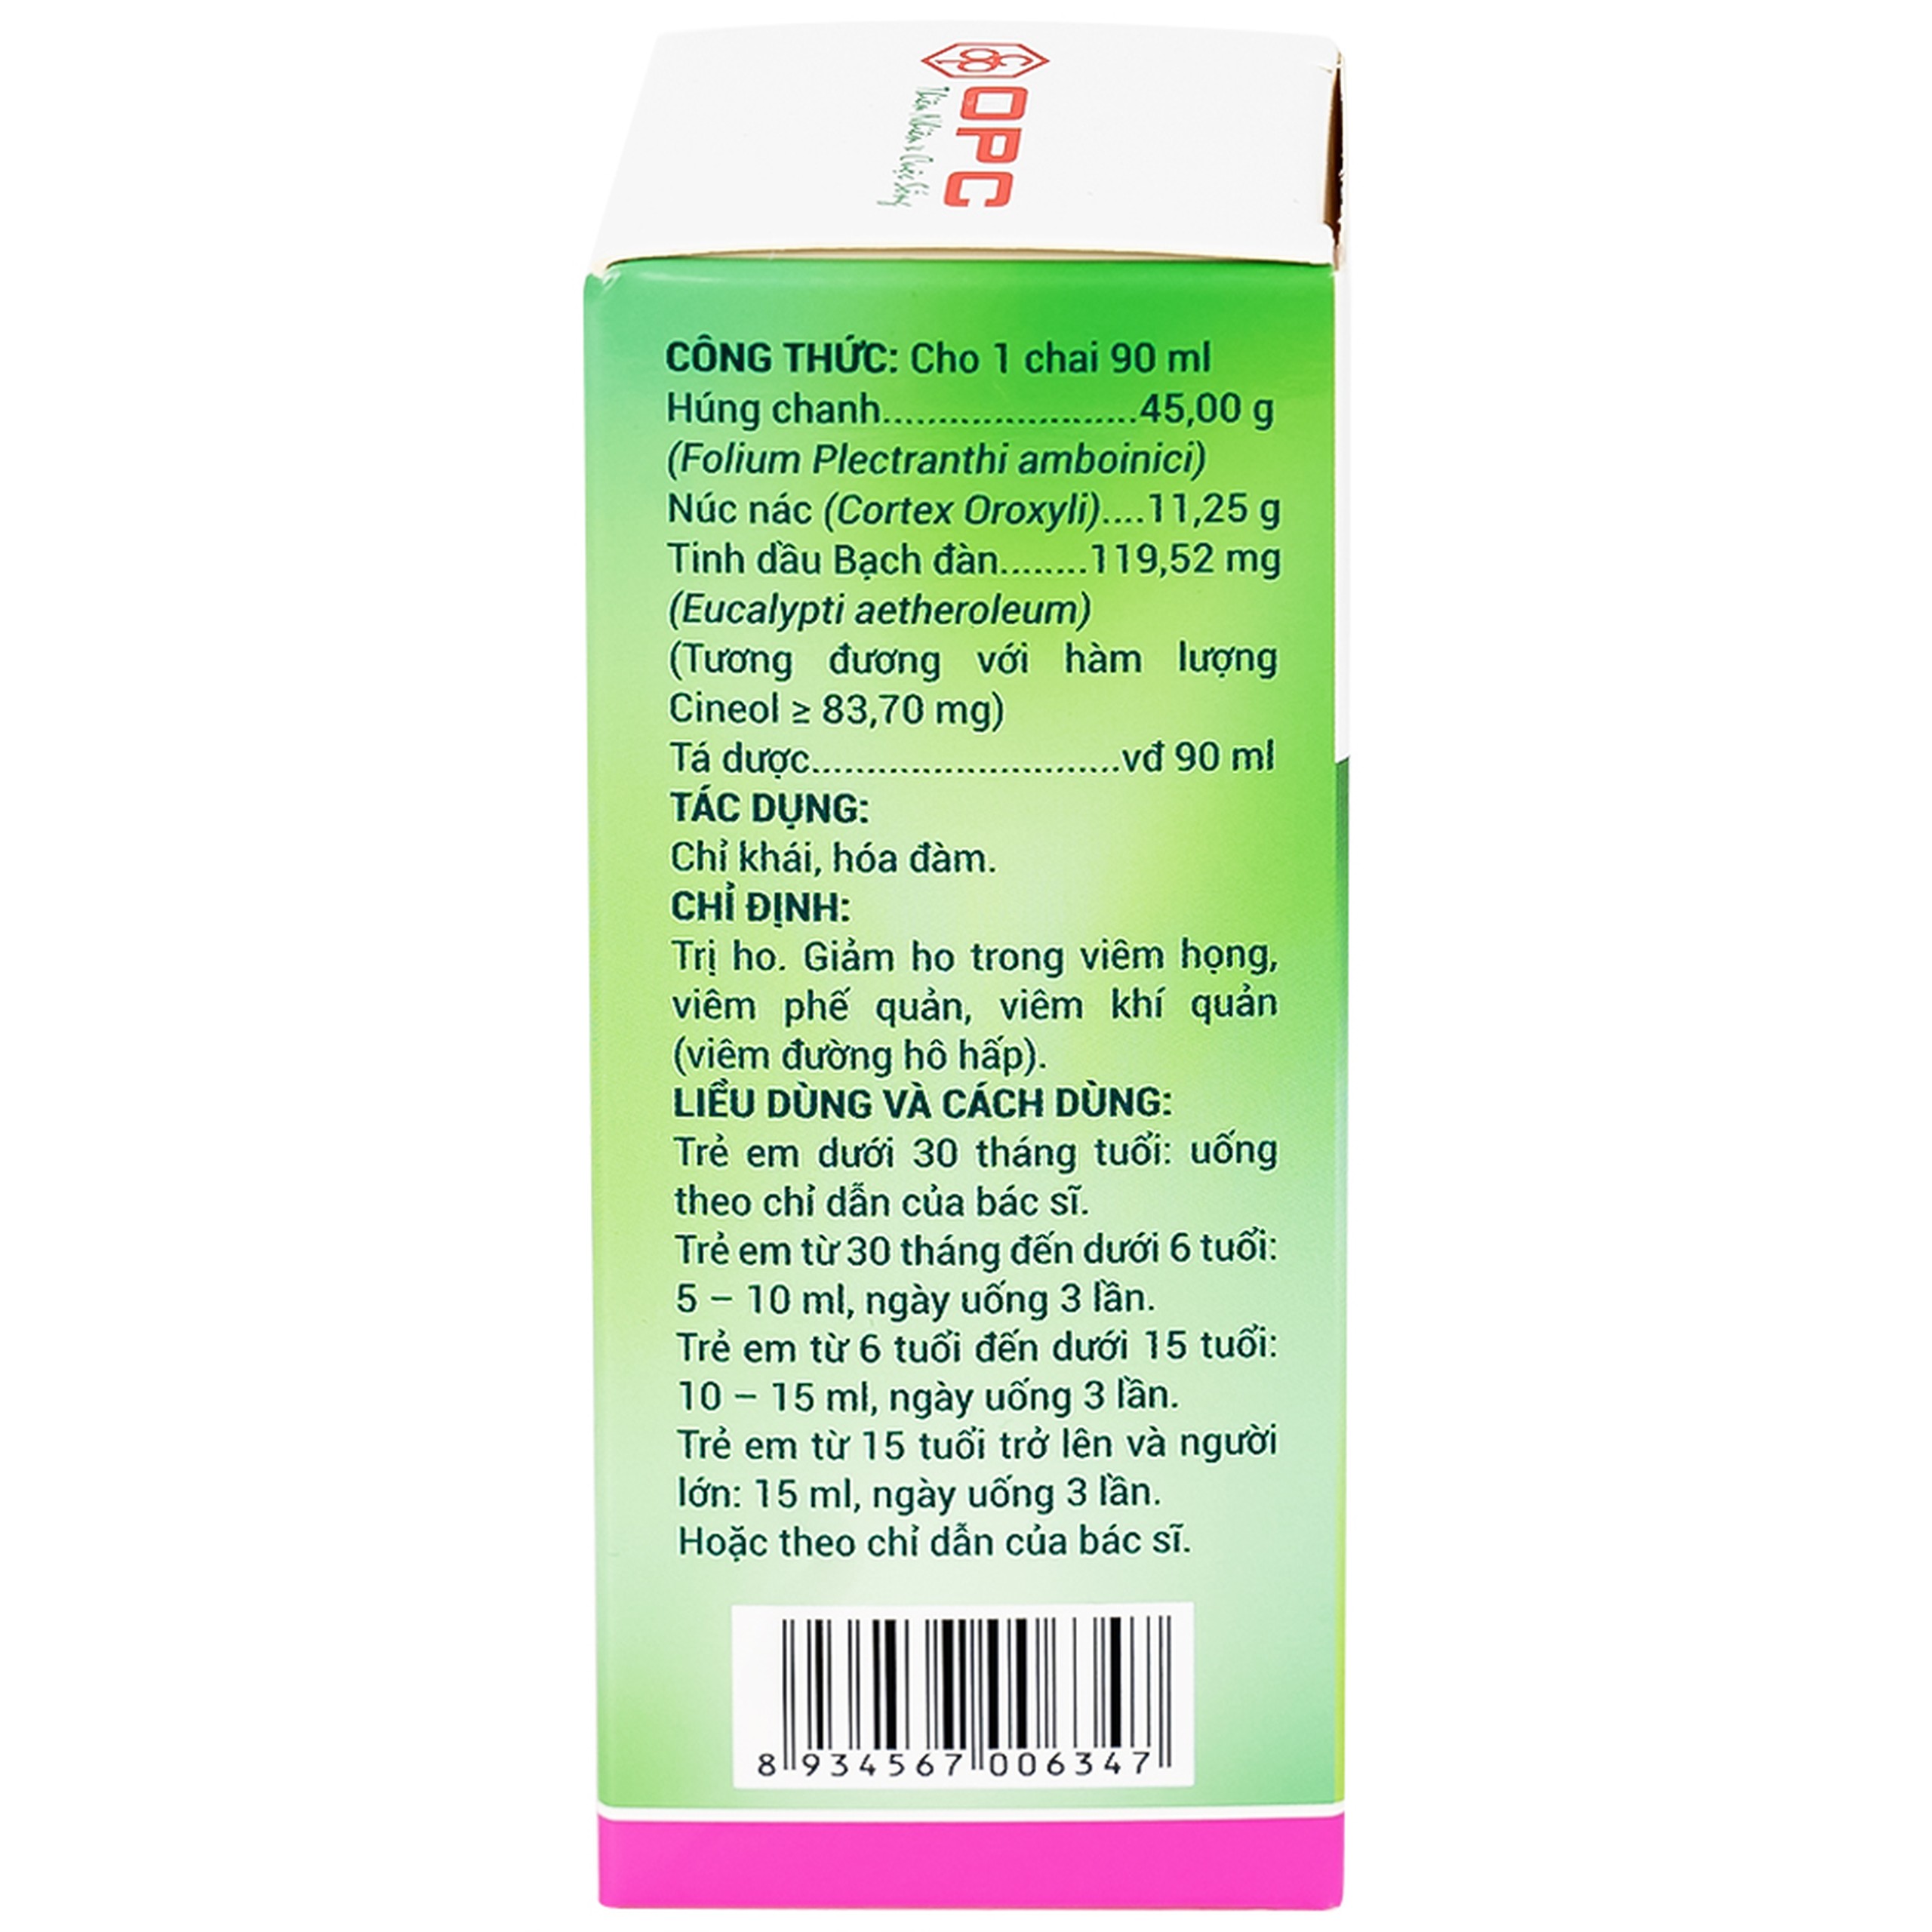 OPC
Thiên Nhiên & Cuộc Sống
CÔNG THỨC: Cho 1 chai 90 ml
Húng chanh.......................45,00 g
(Folium Plectranthi amboinici)
Núc nác (Cortex Oroxyli)....11,25 g
Tinh dầu Bạch đàn........119,52 mg
(Eucalypti aetheroleum)
(Tương đương với hàm lượng
Cineol ≥ 83,70 mg)
Tá dược............................vđ 90 ml
TÁC DỤNG:
Chỉ khái, hóa đàm.
CHỈ ĐỊNH:
Trị ho. Giảm ho trong viêm họng,
viêm phế quản, viêm khí quản
(viêm đường hô hấp).
LIỀU DÙNG VÀ CÁCH DÙNG:
Trẻ em dưới 30 tháng tuổi: uống
theo chỉ dẫn của bác sĩ.
Trẻ em từ 30 tháng đến dưới 6 tuổi:
5 – 10 ml, ngày uống 3 lần.
Trẻ em từ 6 tuổi đến dưới 15 tuổi:
10 – 15 ml, ngày uống 3 lần.
Trẻ em từ 15 tuổi trở lên và người
lớn: 15 ml, ngày uống 3 lần.
Hoặc theo chỉ dẫn của bác sĩ.
8 934567 006347